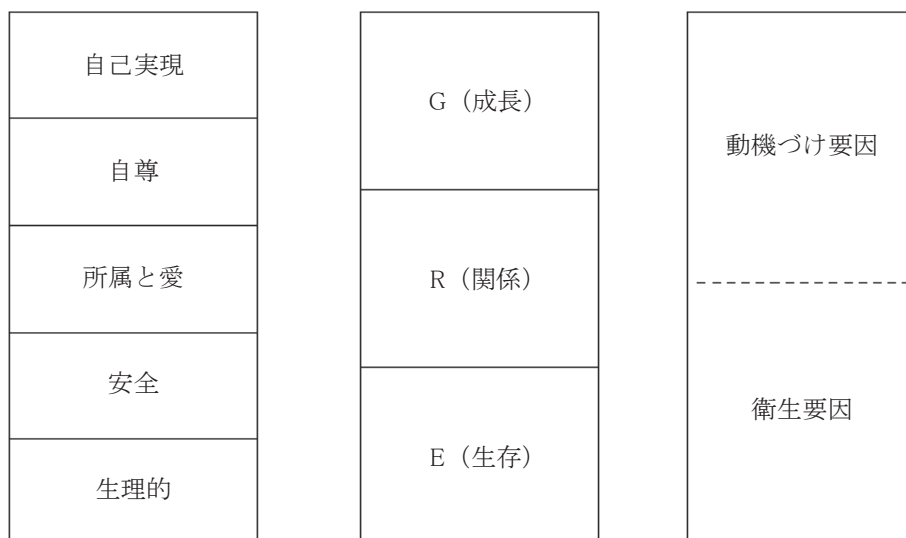 自己実現
自尊
所属と愛
安全
生理的
G（成長）
R（関係）
E（生存）
動機づけ要因
衛生要因